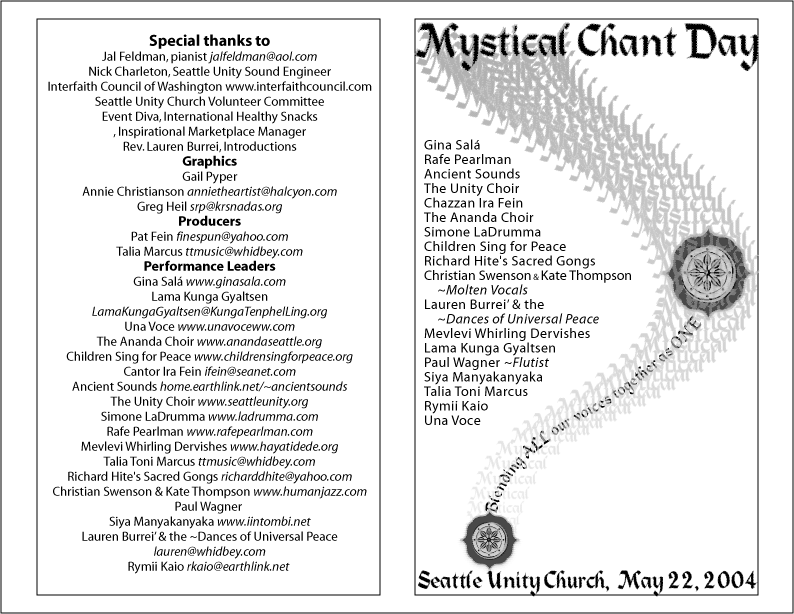 Special thanks to
Jal Feldman, pianist jalfeldman@aol.com
Nick Charleton, Seattle Unity Sound Engineer
Interfaith Council of Washington www.interfaithcouncil.com
Seattle Unity Church Volunteer Committee
Event Diva, International Healthy Snacks
, Inspirational Marketplace Manager
Rev. Lauren Burrei, Introductions
Graphics
Gail Pyper
Annie Christianson annietheartist@halcyon.com
Greg Heil srp@krsnadas.org
Producers
Pat Fein finespun@yahoo.com
Talia Marcus ttmusic@whidbey.com
Performance Leaders
Gina Salá www.ginasala.com
Lama Kunga Gyaltsen
LamaKungaGyaltsen@KungaTenphelLing.org
Una Voce www.unavoceww.com
The Ananda Choir www.anandaseattle.org
Children Sing for Peace www.childrensingforpeace.org
Cantor Ira Fein ifein@seanet.com
Ancient Sounds home.earthlink.net/~ancientsounds
The Unity Choir www.seattleunity.org
Simone LaDrumma www.ladrumma.com
Rafe Pearlman www.rafepearlman.com
Mevlevi Whirling Dervishes www.hayatidede.org
Talia Toni Marcus ttmusic@whidbey.com
Richard Hite's Sacred Gongs richarddhite@yahoo.com
Christian Swenson & Kate Thompson www.humanjazz.com
Paul Wagner
Siya Manyakanyaka www.iintombi.net
Lauren Burrei' & the ~Dances of Universal Peace
lauren@whidbey.com
Rymii Kaio rkaio@earthlink.net
Mystical Chant Day
Gina Salá
Rafe Pearlman
Ancient Sounds
The Unity Choir
Chazzan Ira Fein
The Ananda Choir
Simone LaDrumma
Children Sing for Peace
Richard Hite's Sacred Gongs
Christian Swenson & Kate Thompson
~Molten Vocals
Lauren Burrei' & the
~Dances of Universal Peace
Mevlevi Whirling Dervishes
Lama Kunga Gyaltsen
Paul Wagner ~Flutist
Siya Manyakanyaka
Talia Toni Marcus
Rymii Kaio
Una Voce
Blending ALL our voices together as ONE
Mystical
Mystical
Mystical
Mystical
Seattle Unity Church, May 22, 2004